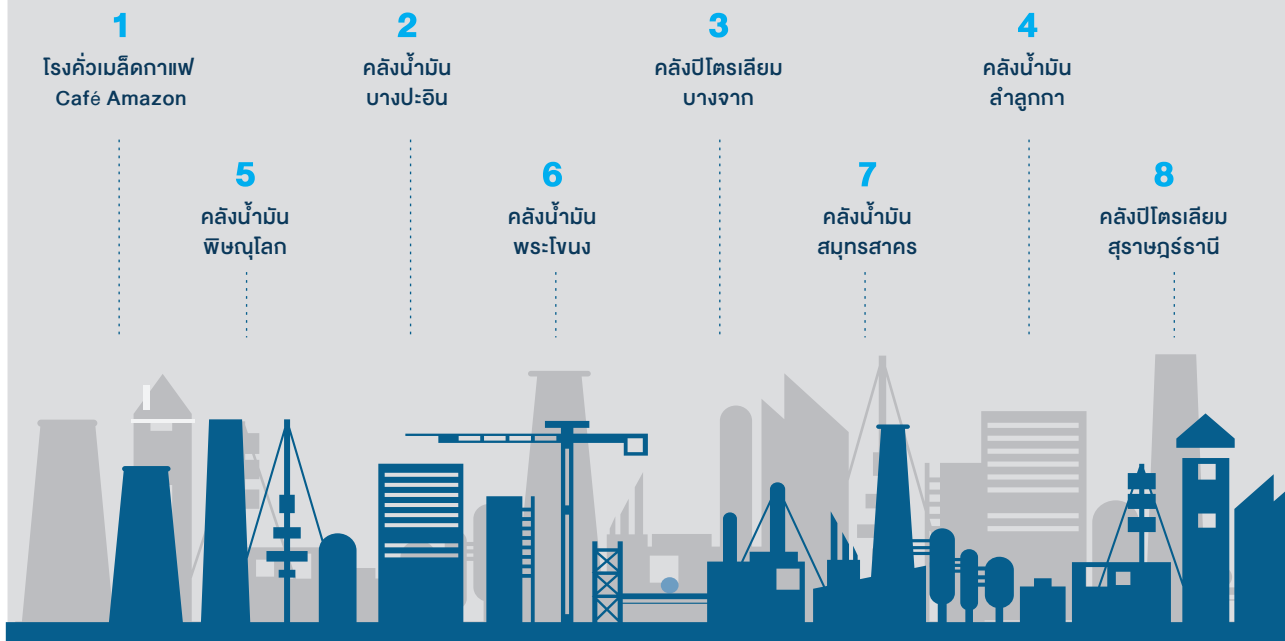 1
โรงคั่วเมล็ดกาแฟ
Café Amazon
2
คลังน้ำมัน
บางปะอิน
3
คลังปิโตรเลียม
บางจาก
4
คลังน้ำมัน
ลำลูกกา
5
คลังน้ำมัน
พิษณุโลก
6
คลังน้ำมัน
พระโขนง
7
คลังน้ำมัน
สมุทรสาคร
8
คลังปิโตรเลียม
สุราษฎร์ธานี